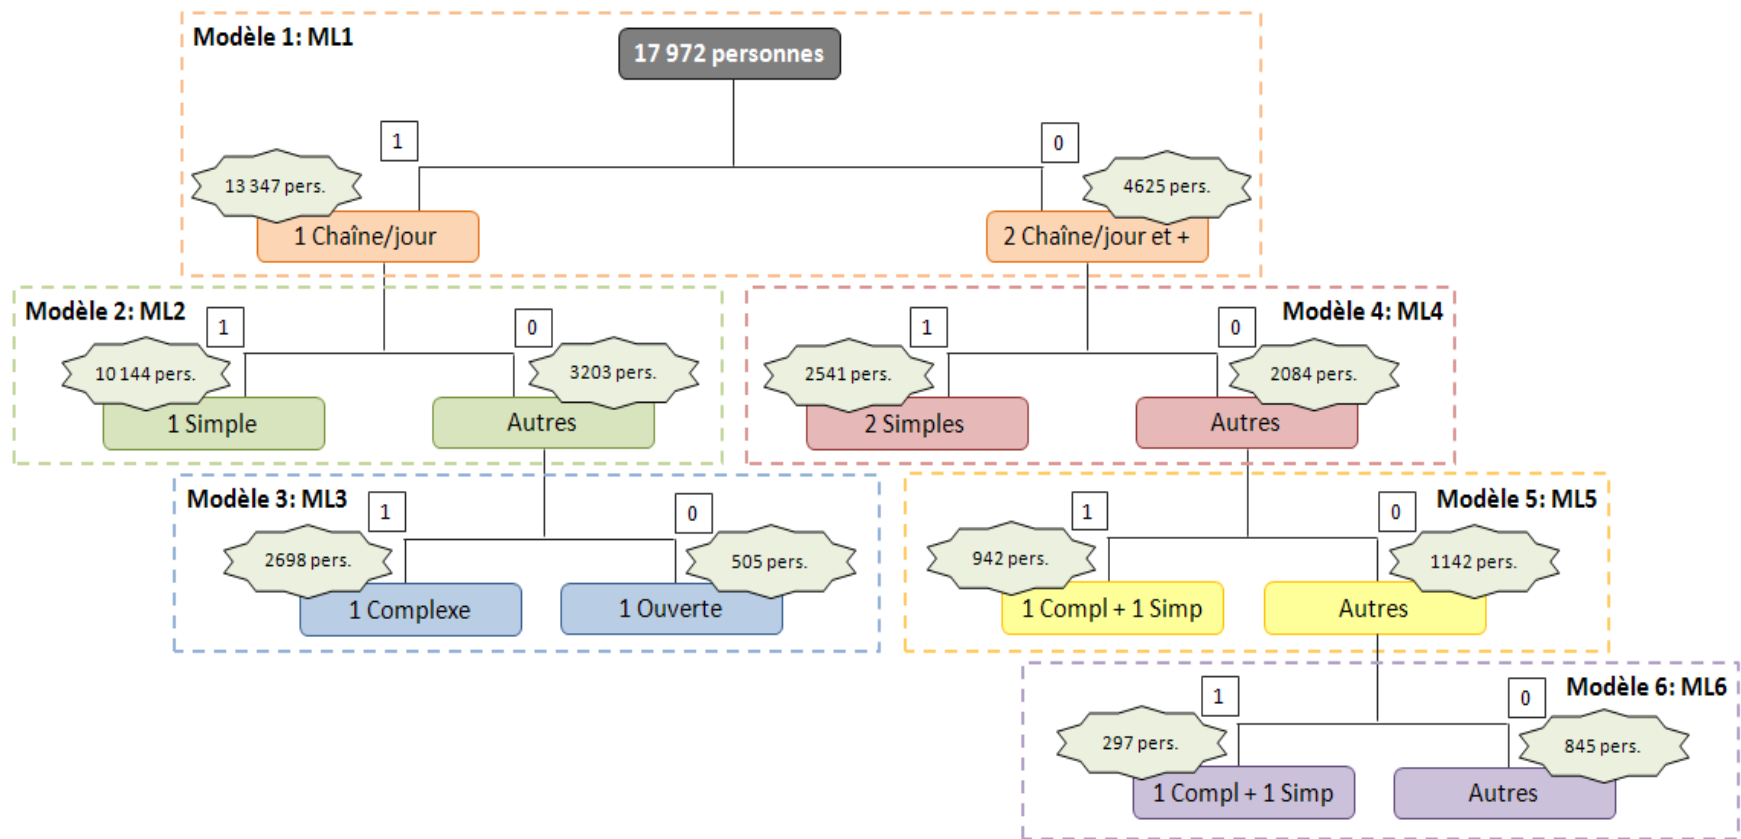 Modèle 1: ML1
17 972 personnes
1
0
13 347 pers.
4625 pers.
1 Chaîne/jour
2 Chaîne/jour et +
Modèle 2: ML2
1
0
10 144 pers.
3203 pers.
1 Simple
Autres
Modèle 4: ML4
1
0
2541 pers.
2084 pers.
2 Simples
Autres
Modèle 3: ML3
1
0
2698 pers.
505 pers.
1 Complexe
1 Ouverte
Modèle 5: ML5
1
0
942 pers.
1142 pers.
1 Compl + 1 Simp
Autres
Modèle 6: ML6
1
0
297 pers.
845 pers.
1 Compl + 1 Simp
Autres